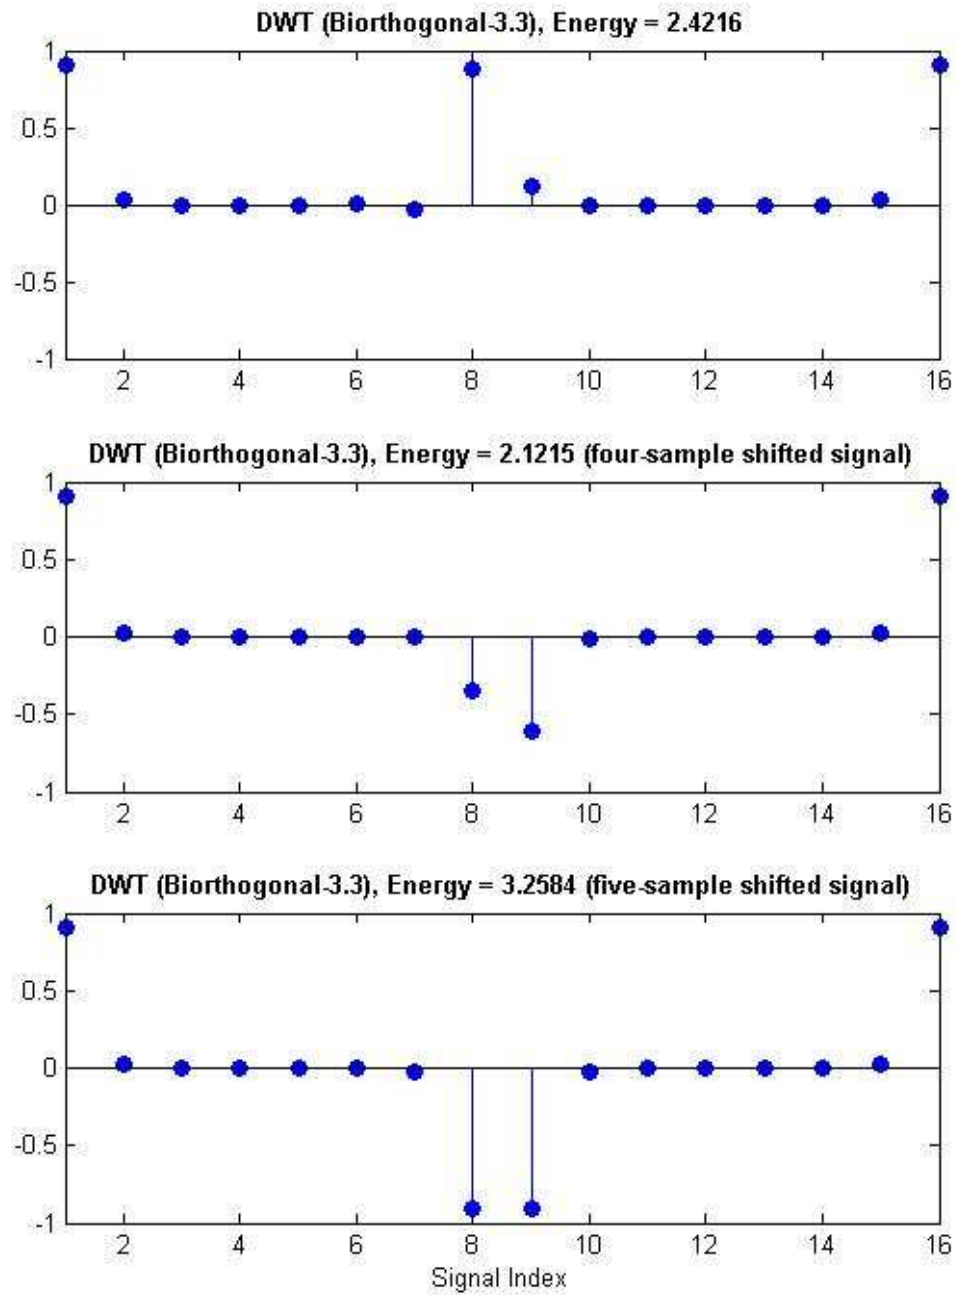 DWT (Biorthogonal-3.3), Energy = 2.4216
1
0.5
0
-0.5
-1
2 4 6 8 10 12 14 16
DWT (Biorthogonal-3.3), Energy = 2.1215 (four-sample shifted signal)
1
0.5
0
-0.5
-1
2 4 6 8 10 12 14 16
DWT (Biorthogonal-3.3), Energy = 3.2584 (five-sample shifted signal)
1
0.5
0
-0.5
-1
2 4 6 8 10 12 14 16
Signal Index